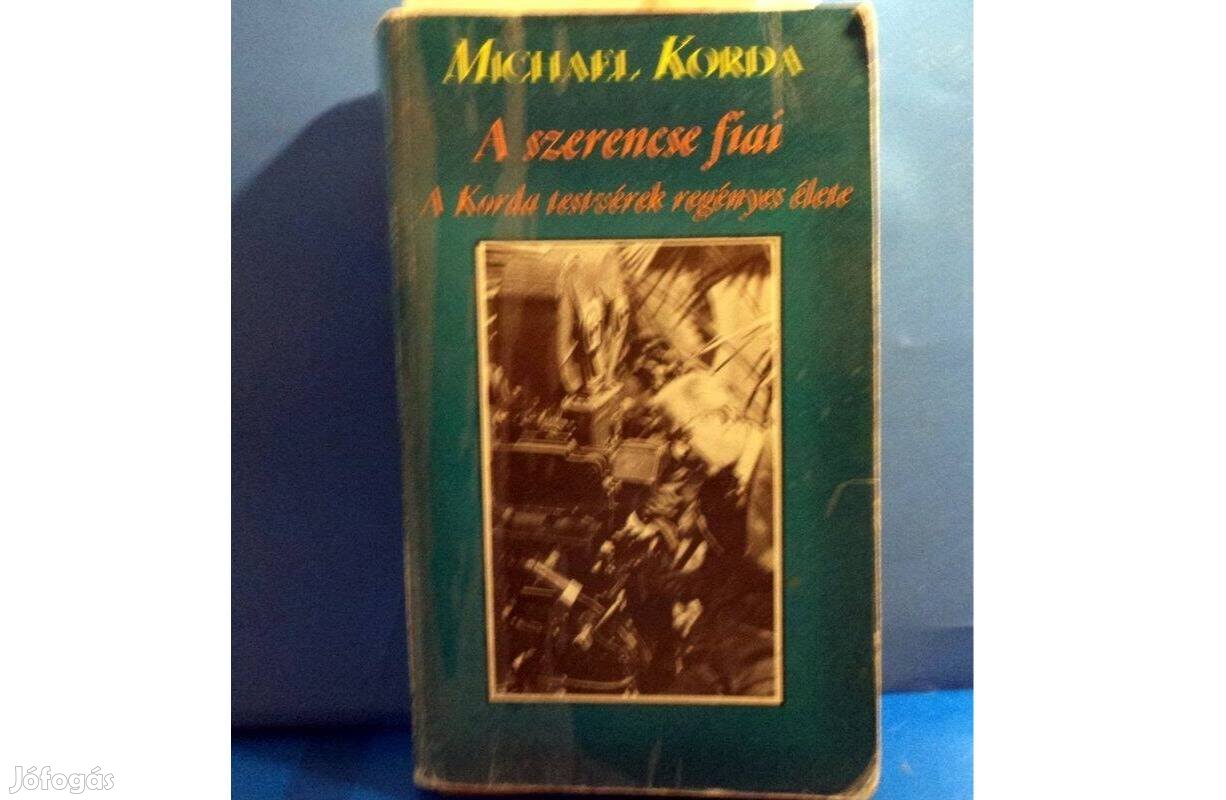 MICHAEL KORDA
A szerencse fiai
A Korda testvérek regényes élete
Jófogás